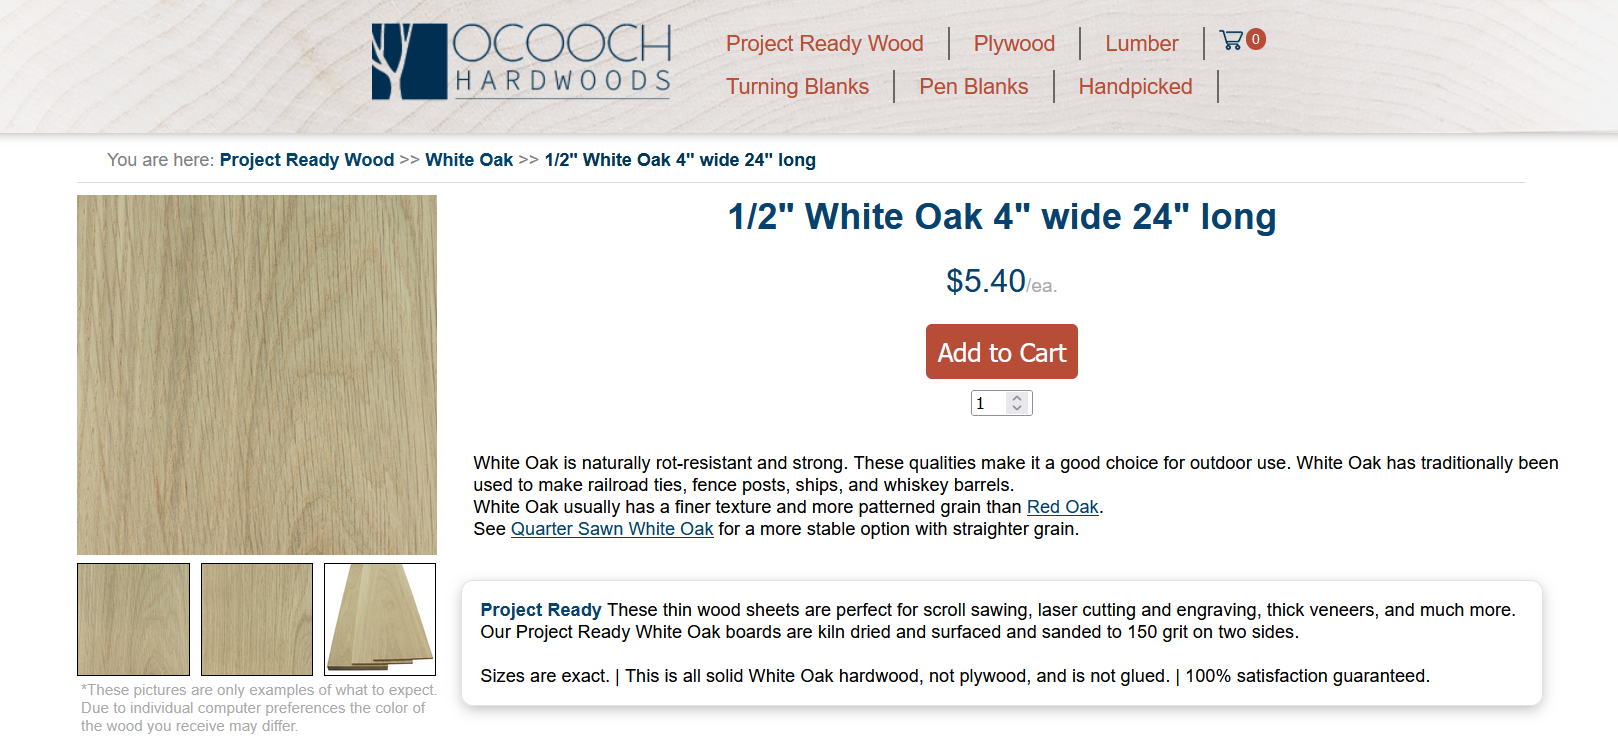 OCOOCH
HARDWOODS
Project Ready Wood
Plywood
Lumber
0
Turning Blanks
Pen Blanks
Handpicked
You are here: Project Ready Wood >> White Oak >> 1/2" White Oak 4" wide 24" long
1/2" White Oak 4" wide 24" long
$5.40/ea.
Add to Cart
1
White Oak is naturally rot-resistant and strong. These qualities make it a good choice for outdoor use. White Oak has traditionally been
used to make railroad ties, fence posts, ships, and whiskey barrels.
White Oak usually has a finer texture and more patterned grain than Red Oak.
See Quarter Sawn White Oak for a more stable option with straighter grain.
Project Ready These thin wood sheets are perfect for scroll sawing, laser cutting and engraving, thick veneers, and much more.
Our Project Ready White Oak boards are kiln dried and surfaced and sanded to 150 grit on two sides.
Sizes are exact. | This is all solid White Oak hardwood, not plywood, and is not glued. | 100% satisfaction guaranteed.
*These pictures are only examples of what to expect.
Due to individual computer preferences the color of
the wood you receive may differ.